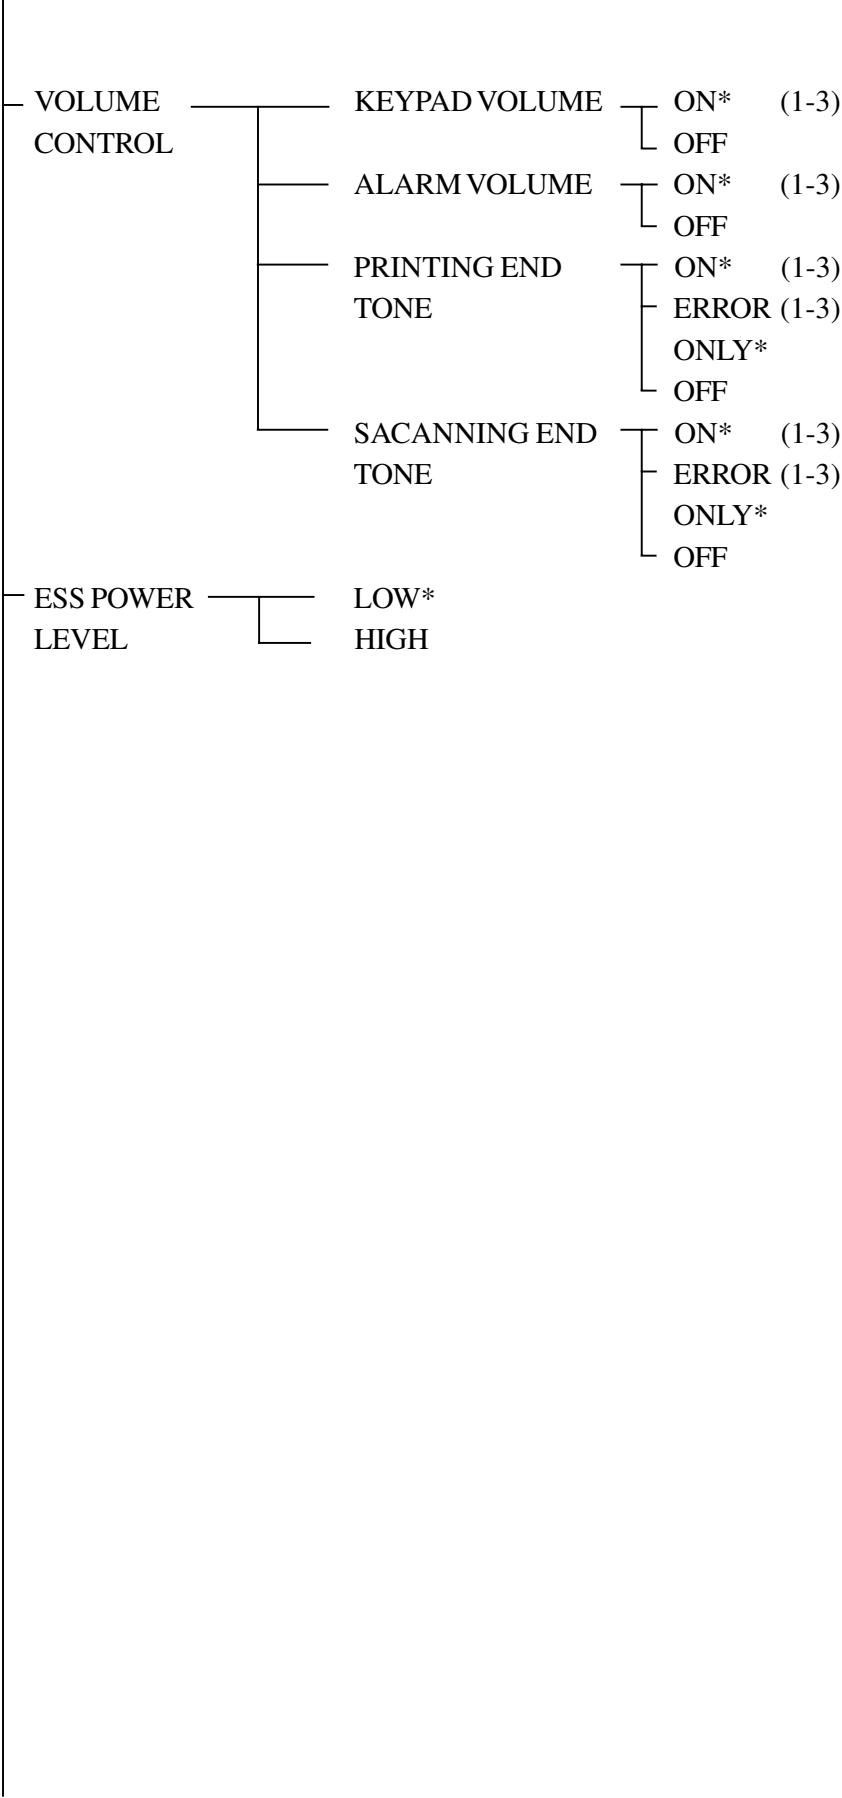 VOLUME KEYPAD VOLUME ON* (1-3)
CONTROL OFF
ALARM VOLUME ON* (1-3)
OFF
PRINTING END ON* (1-3)
TONE ERROR (1-3)
ONLY*
OFF
SACANNING END ON* (1-3)
TONE ERROR (1-3)
ONLY*
OFF
ESS POWER LOW*
LEVEL HIGH